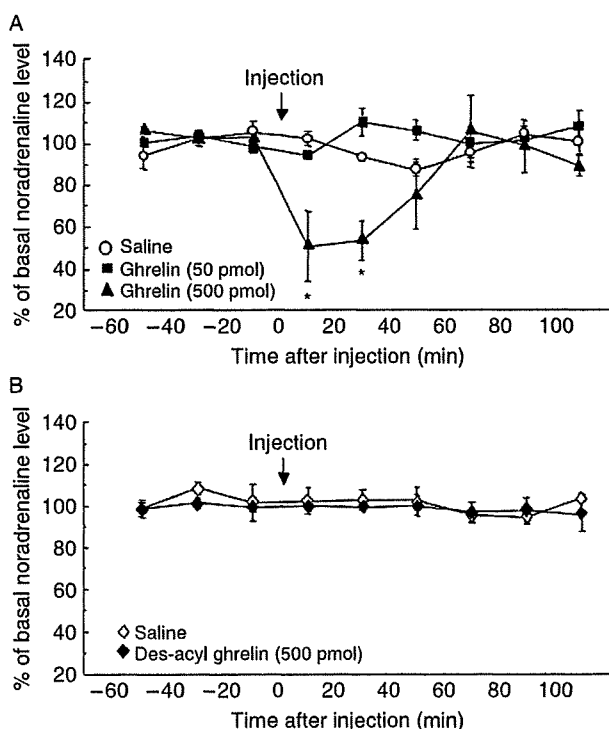 A
% of basal noradrenaline level
140
120
100
80
60
40
20
Injection
Saline
Ghrelin (50 pmol)
Ghrelin (500 pmol)
* *
−60 −40 −20 0 20 40 60 80 100
Time after injection (min)
B
% of basal noradrenaline level
140
120
100
80
60
40
20
Injection
Saline
Des-acyl ghrelin (500 pmol)
−60 −40 −20 0 20 40 60 80 100
Time after injection (min)